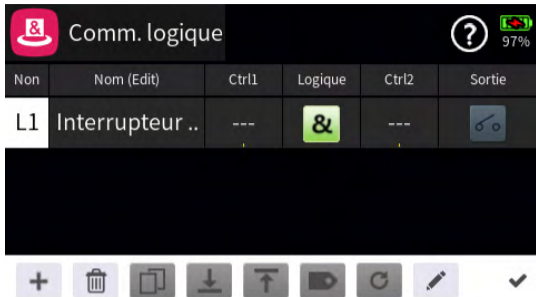 & Comm. logique ? 97%
Non Nom (Edit) Ctrl1 Logique Ctrl2 Sortie
L1 Interrupteur .. --- & ---